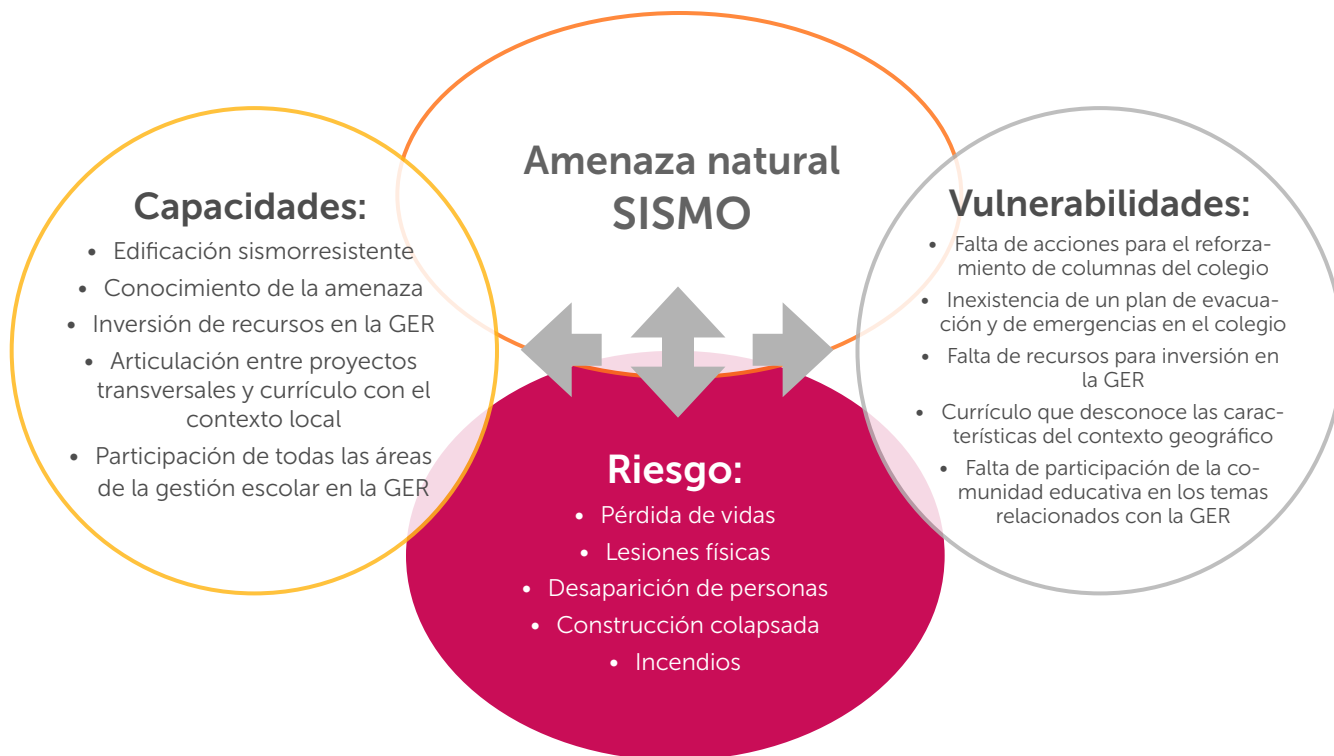 Amenaza natural
SISMO
Capacidades:
• Edificación sismorresistente
• Conocimiento de la amenaza
• Inversión de recursos en la GER
• Articulación entre proyectos
transversales y currículo con el
contexto local
• Participación de todas las áreas
de la gestión escolar en la GER
Vulnerabilidades:
• Falta de acciones para el reforza-
miento de columnas del colegio
• Inexistencia de un plan de evacua-
ción y de emergencias en el colegio
• Falta de recursos para inversión en
la GER
• Currículo que desconoce las carac-
terísticas del contexto geográfico
• Falta de participación de la co-
munidad educativa en los temas
relacionados con la GER
Riesgo:
• Pérdida de vidas
• Lesiones físicas
• Desaparición de personas
• Construcción colapsada
• Incendios